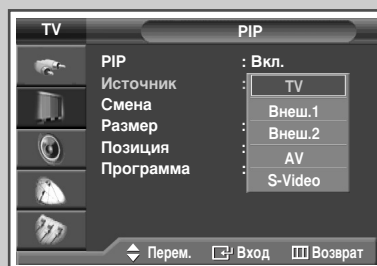 TV PIP
PIP : Вкл.
Источник : TV
Смена Внеш.1
Размер : Внеш.2
Позиция : AV
Программа : S-Video
Перем. Вход Возврат